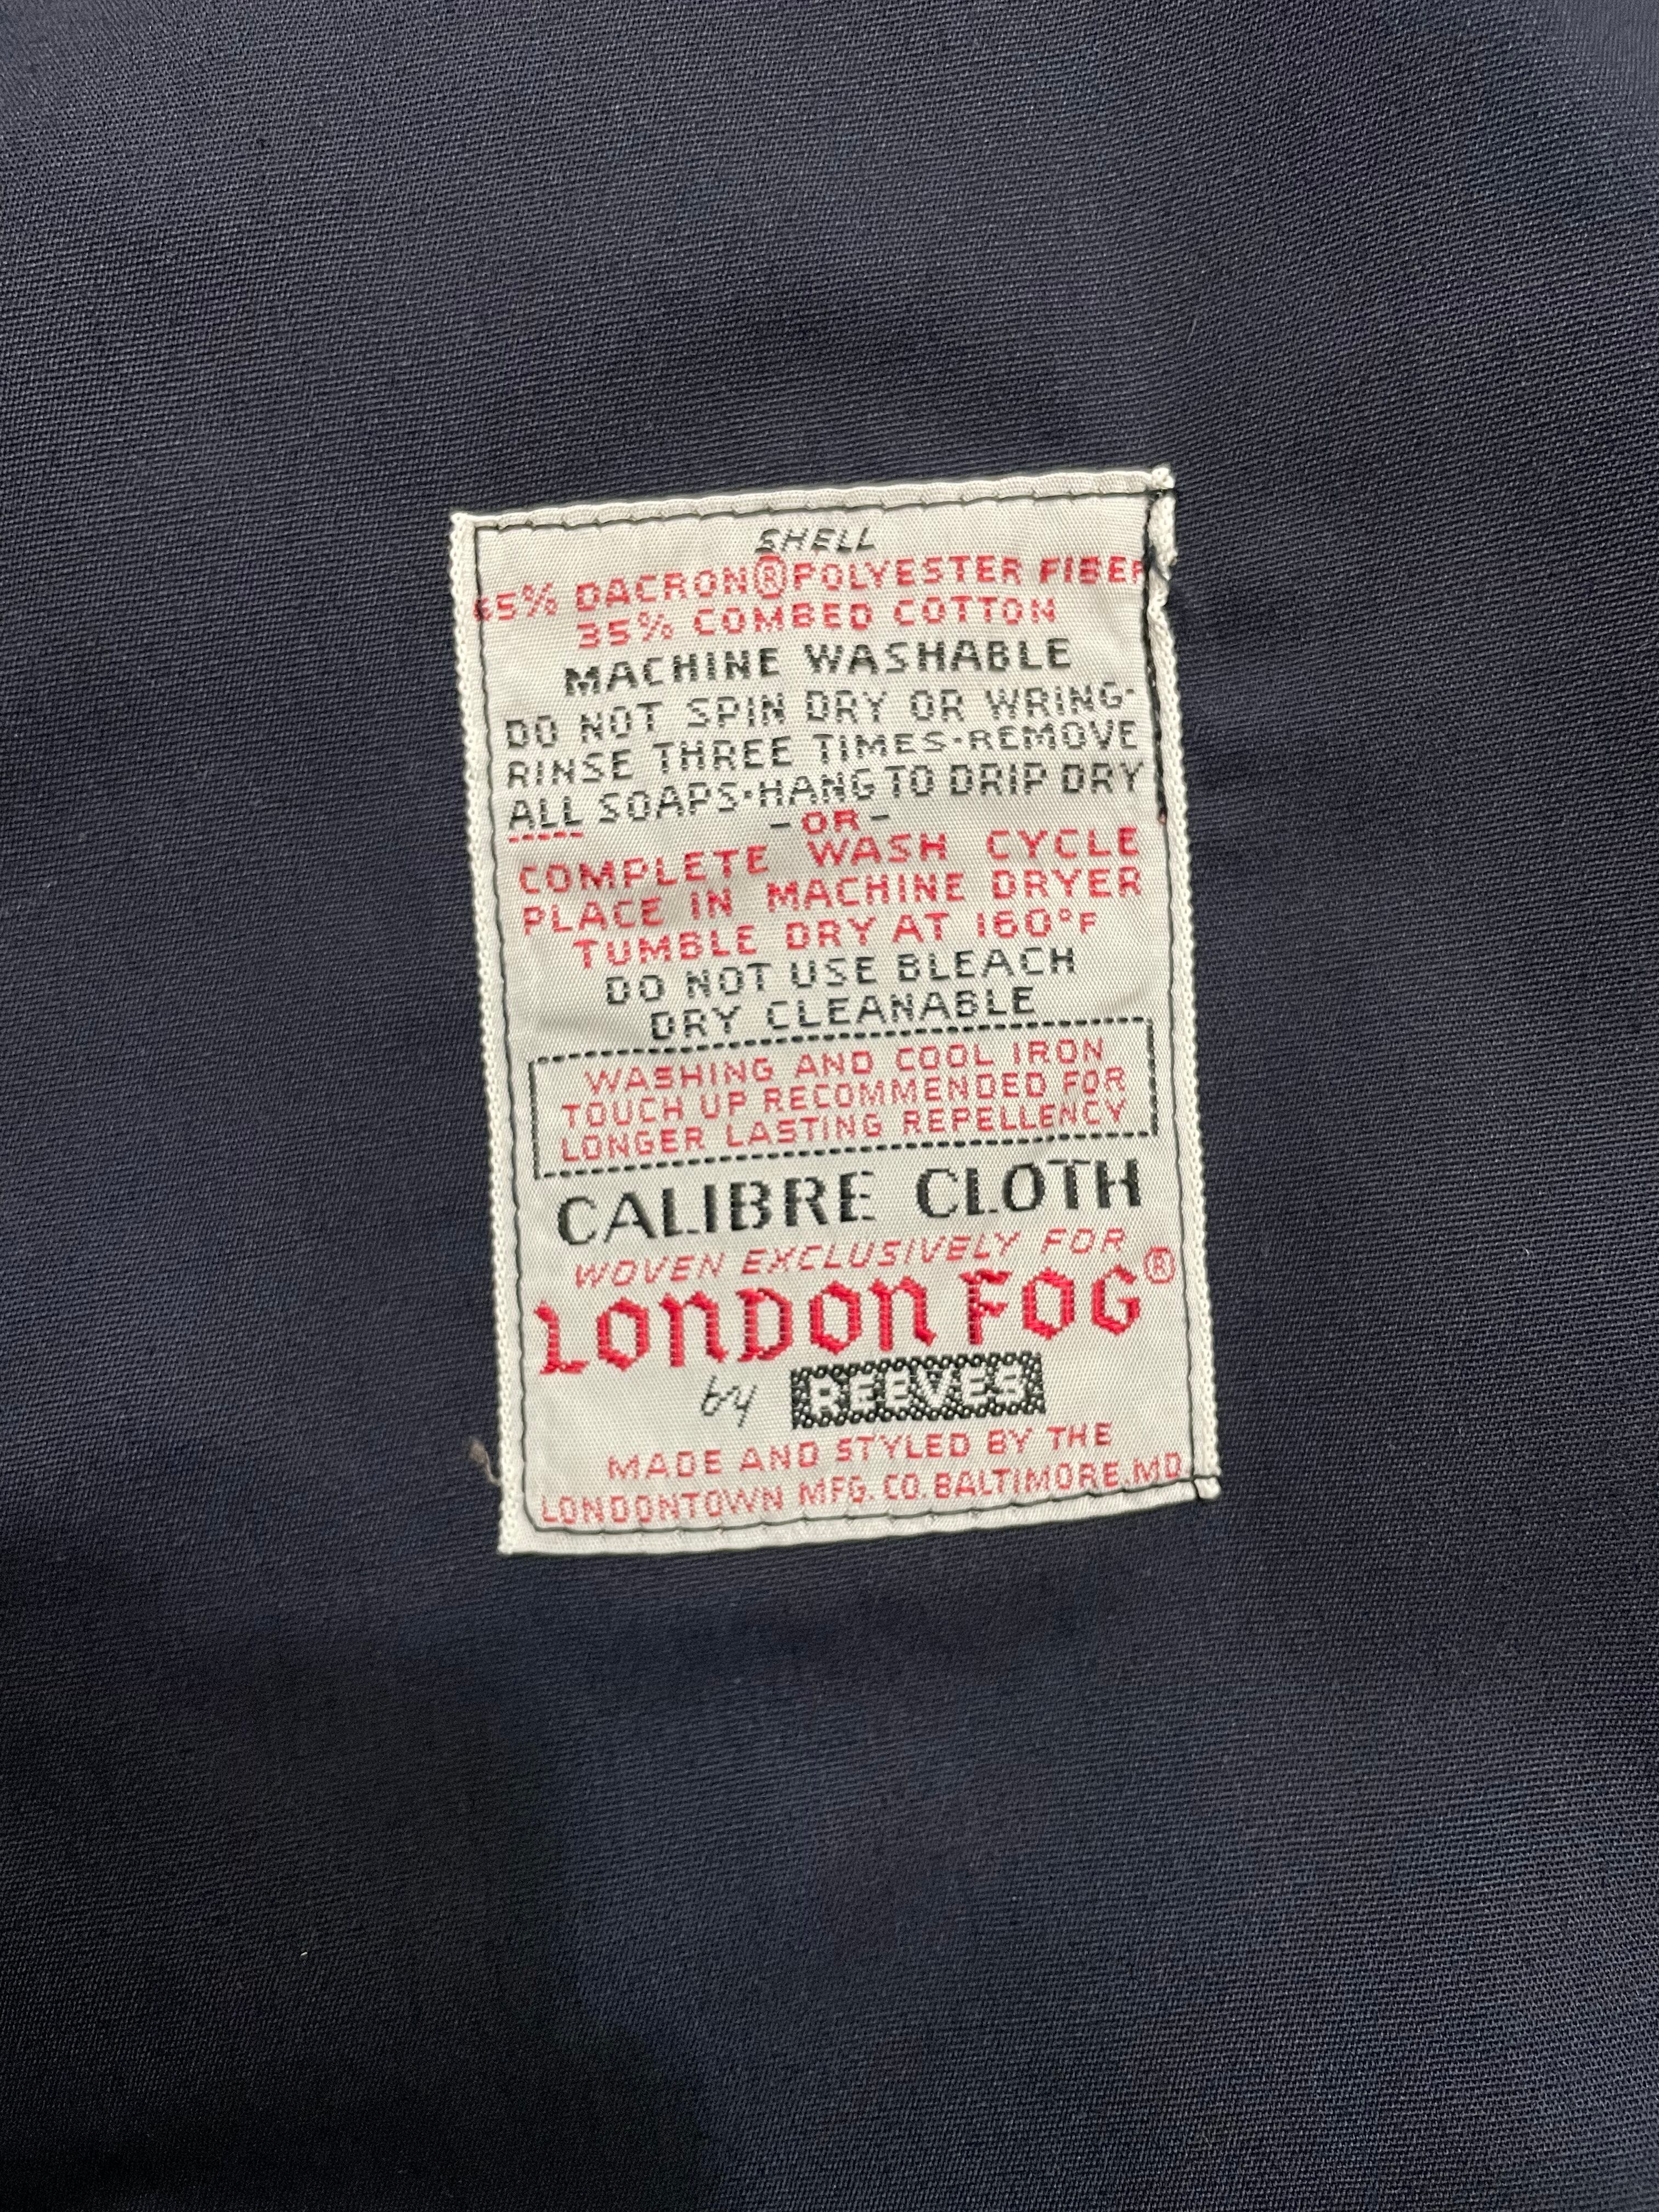 SHELL
65% DACRON® POLYESTER FIBER
35% COMBED COTTON
MACHINE WASHABLE
DO NOT SPIN DRY OR WRING·
RINSE THREE TIMES·REMOVE
ALL SOAPS·HANG TO DRIP DRY
-OR-
COMPLETE WASH CYCLE
PLACE IN MACHINE DRYER
TUMBLE DRY AT 160°F
DO NOT USE BLEACH
DRY CLEANABLE
WASHING AND COOL IRON
TOUCH UP RECOMMENDED FOR
LONGER LASTING REPELLENCY
CALIBRE CLOTH
WOVEN EXCLUSIVELY FOR
LONDON FOG®
by REEVES
MADE AND STYLED BY THE
LONDONTOWN MFG. CO. BALTIMORE, MD